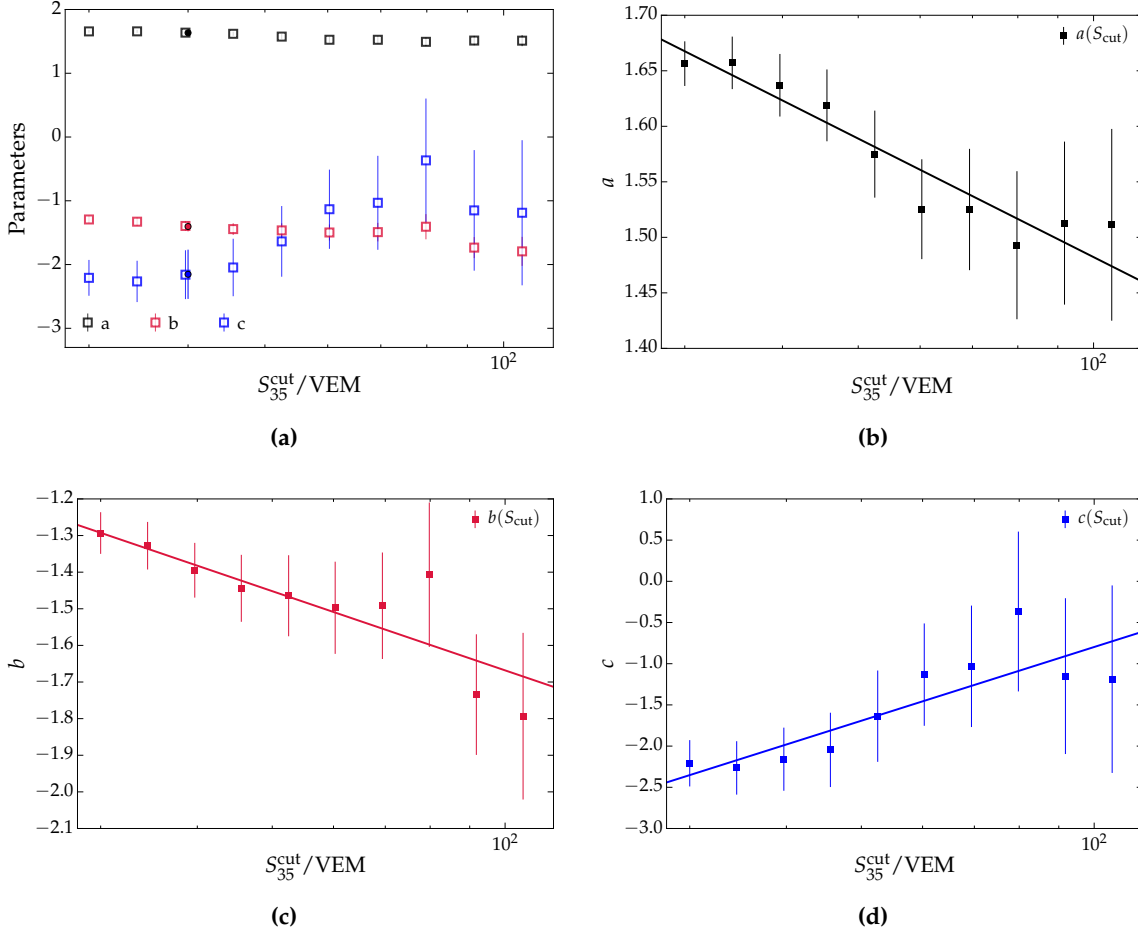 2
1
0
−1
−2
−3
Parameters
a
b
c
10²
S₃₅ᶜᵘᵗ/VEM
(a)
1.70
1.65
1.60
1.55
1.50
1.45
1.40
a
a(S_cut)
10²
S₃₅ᶜᵘᵗ/VEM
(b)
−1.2
−1.3
−1.4
−1.5
−1.6
−1.7
−1.8
−1.9
−2.0
−2.1
b
b(S_cut)
10²
S₃₅ᶜᵘᵗ/VEM
(c)
1.0
0.5
0.0
−0.5
−1.0
−1.5
−2.0
−2.5
−3.0
c
c(S_cut)
10²
S₃₅ᶜᵘᵗ/VEM
(d)